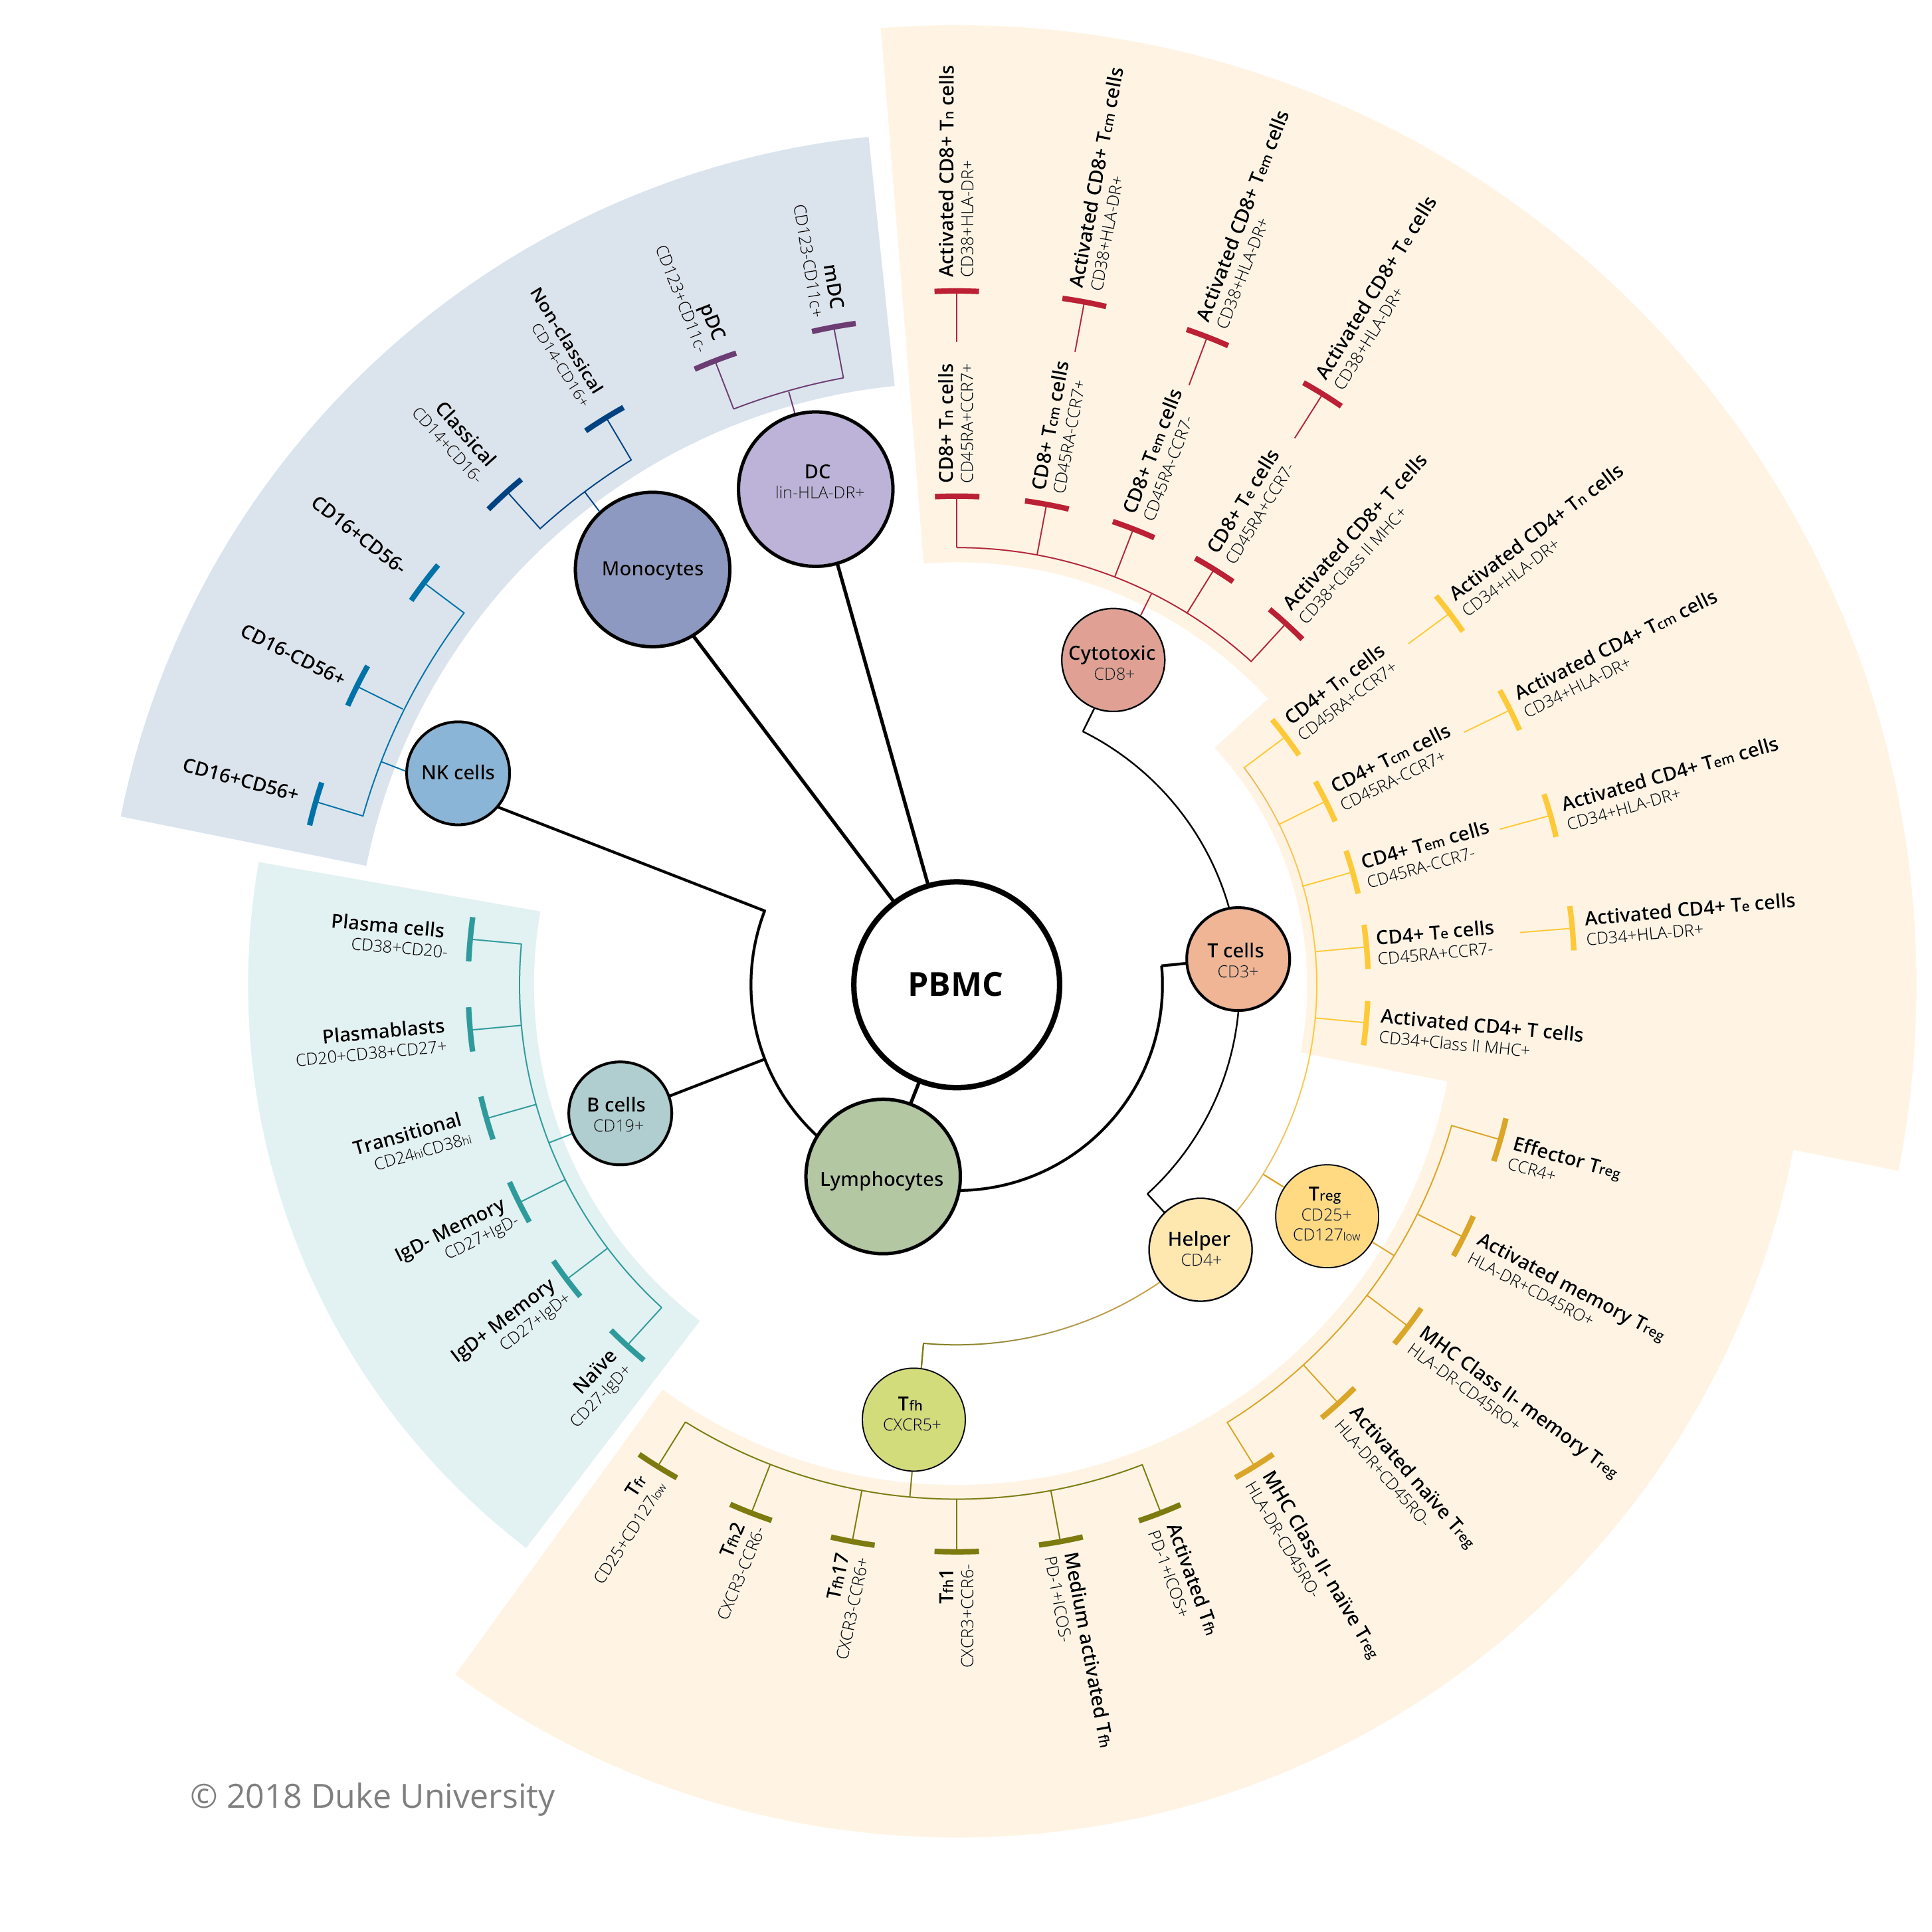 PBMC
DC
lin-HLA-DR+
mDC
CD123-CD11c+
pDC
CD123+CD11c-
Monocytes
Non-classical
CD14-CD16+
Classical
CD14+CD16-
NK cells
CD16+CD56-
CD16-CD56+
CD16+CD56+
Lymphocytes
B cells
CD19+
Plasma cells
CD38+CD20-
Plasmablasts
CD20+CD38+CD27+
Transitional
CD24hiCD38hi
IgD- Memory
CD27+IgD-
IgD+ Memory
CD27+IgD+
Naïve
CD27-IgD+
T cells
CD3+
Cytotoxic
CD8+
CD8+ Tn cells
CD45RA+CCR7+
Activated CD8+ Tn cells
CD38+HLA-DR+
CD8+ Tcm cells
CD45RA-CCR7+
Activated CD8+ Tcm cells
CD38+HLA-DR+
CD8+ Tem cells
CD45RA-CCR7-
Activated CD8+ Tem cells
CD38+HLA-DR+
CD8+ Te cells
CD45RA+CCR7-
Activated CD8+ Te cells
CD38+HLA-DR+
Activated CD8+ T cells
CD38+Class II MHC+
Helper
CD4+
CD4+ Tn cells
CD45RA+CCR7+
Activated CD4+ Tn cells
CD34+HLA-DR+
CD4+ Tcm cells
CD45RA-CCR7+
Activated CD4+ Tcm cells
CD34+HLA-DR+
CD4+ Tem cells
CD45RA-CCR7-
Activated CD4+ Tem cells
CD34+HLA-DR+
CD4+ Te cells
CD45RA+CCR7-
Activated CD4+ Te cells
CD34+HLA-DR+
Activated CD4+ T cells
CD34+Class II MHC+
Treg
CD25+
CD127low
Effector Treg
CCR4+
Activated memory Treg
HLA-DR+CD45RO+
MHC Class II- memory Treg
HLA-DR-CD45RO+
Activated naïve Treg
HLA-DR+CD45RO-
MHC Class II- naïve Treg
HLA-DR-CD45RO-
Tfh
CXCR5+
Activated Tfh
PD-1+ICOS+
Medium activated Tfh
PD-1+ICOS-
Tfh1
CXCR3+CCR6-
Tfh17
CXCR3-CCR6+
Tfh2
CXCR3-CCR6-
Tfr
CD25+CD127low
© 2018 Duke University